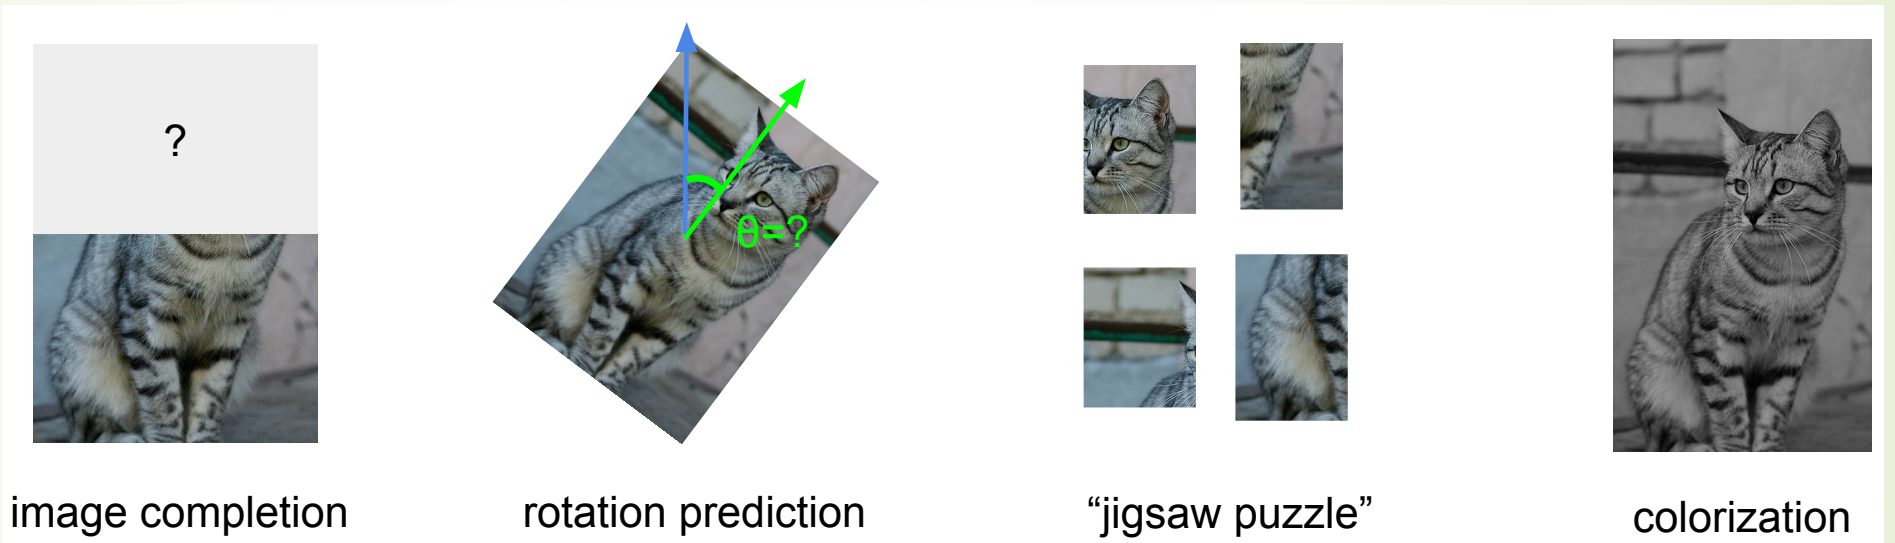 ?
θ=?
image completion
rotation prediction
“jigsaw puzzle”
colorization